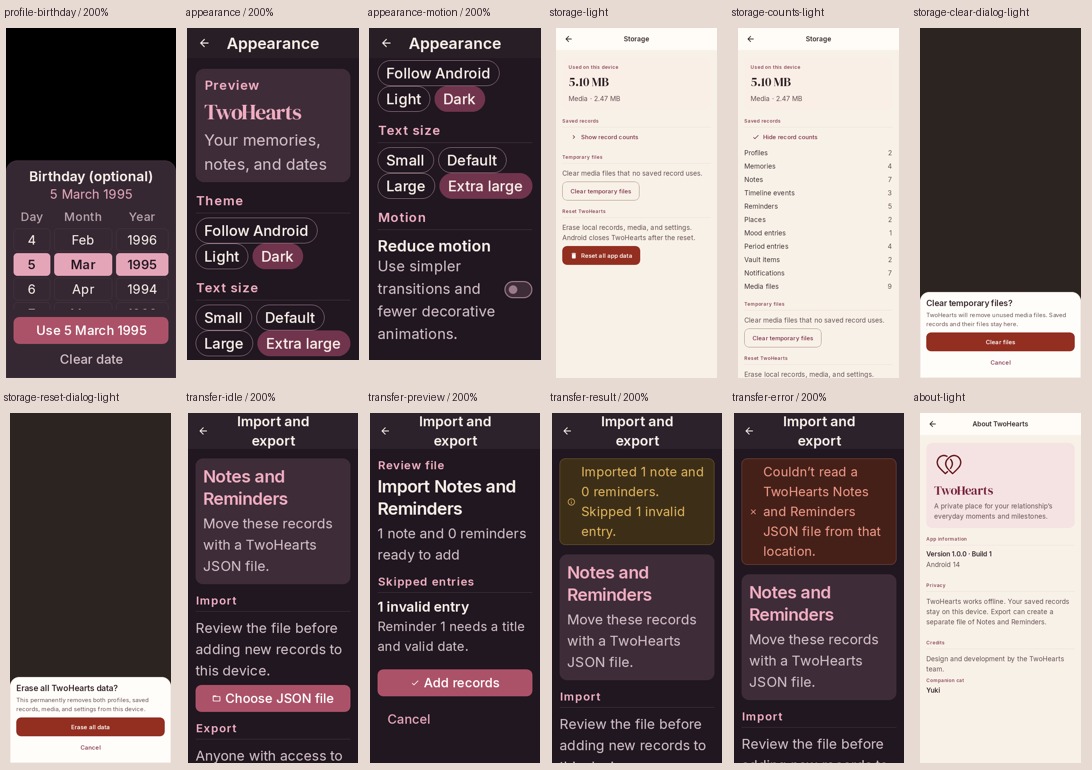 profile-birthday / 200%
Birthday (optional)
5 March 1995
Day Month Year
4 Feb 1996
5 Mar 1995
6 Apr 1994
Use 5 March 1995
Clear date
appearance / 200%
Appearance
Preview
TwoHearts
Your memories,
notes, and dates
Theme
Follow Android
Light Dark
Text size
Small Default
Large Extra large
appearance-motion / 200%
Appearance
Follow Android
Light Dark
Text size
Small Default
Large Extra large
Motion
Reduce motion
Use simpler
transitions and
fewer decorative
animations.
storage-light
Storage
Used on this device
5.10 MB
Media · 2.47 MB
Saved records
Show record counts
Temporary files
Clear media files that no saved record uses.
Clear temporary files
Reset TwoHearts
Erase local records, media, and settings.
Android closes TwoHearts after the reset.
Reset all app data
storage-counts-light
Storage
Used on this device
5.10 MB
Media · 2.47 MB
Saved records
Hide record counts
Profiles 2
Memories 4
Notes 7
Timeline events 3
Reminders 5
Places 2
Mood entries 1
Period entries 4
Vault items 2
Notifications 7
Media files 9
Temporary files
Clear media files that no saved record uses.
Clear temporary files
Reset TwoHearts
Erase local records, media, and settings.
storage-clear-dialog-light
Clear temporary files?
TwoHearts will remove unused media files. Saved
records and their files stay here.
Clear files
Cancel
storage-reset-dialog-light
Erase all TwoHearts data?
This permanently removes both profiles, saved
records, media, and settings from this device.
Erase all data
Cancel
transfer-idle / 200%
Import and
export
Notes and
Reminders
Move these records
with a TwoHearts
JSON file.
Import
Review the file before
adding new records to
this device.
Choose JSON file
Export
Anyone with access to
transfer-preview / 200%
Import and
export
Review file
Import Notes and
Reminders
1 note and 0 reminders
ready to add
Skipped entries
1 invalid entry
Reminder 1 needs a title
and valid date.
Add records
Cancel
transfer-result / 200%
Import and
export
Imported 1 note and
0 reminders.
Skipped 1 invalid
entry.
Notes and
Reminders
Move these records
with a TwoHearts
JSON file.
Import
Review the file before
adding new records to
transfer-error / 200%
Import and
export
Couldn't read a
TwoHearts Notes
and Reminders
JSON file from that
location.
Notes and
Reminders
Move these records
with a TwoHearts
JSON file.
Import
Review the file before
about-light
About TwoHearts
TwoHearts
A private place for your relationship's
everyday moments and milestones.
App information
Version 1.0.0 · Build 1
Android 14
Privacy
TwoHearts works offline. Your saved records
stay on this device. Export can create a
separate file of Notes and Reminders.
Credits
Design and development by the TwoHearts
team.
Companion cat
Yuki